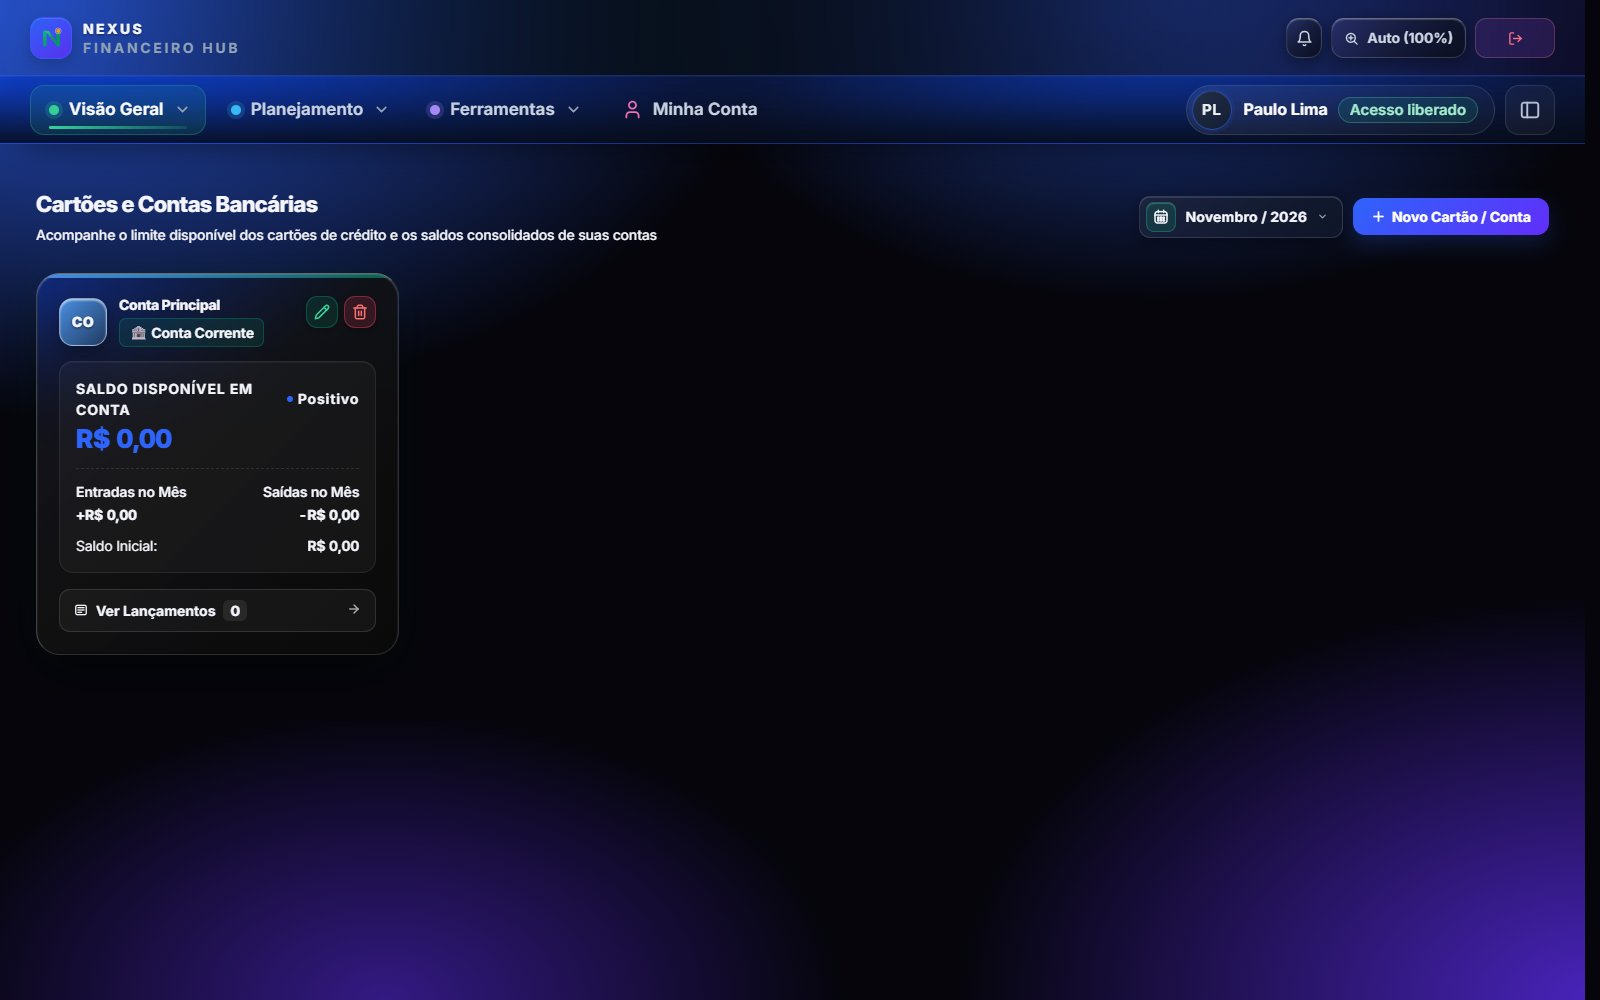 NEXUS
FINANCEIRO HUB
Auto (100%)
Visão Geral
Planejamento
Ferramentas
Minha Conta
PL
Paulo Lima
Acesso liberado
Cartões e Contas Bancárias
Acompanhe o limite disponível dos cartões de crédito e os saldos consolidados de suas contas
Novembro / 2026
+ Novo Cartão / Conta
CO
Conta Principal
Conta Corrente
SALDO DISPONÍVEL EM
CONTA
Positivo
R$ 0,00
Entradas no Mês
Saídas no Mês
+R$ 0,00
-R$ 0,00
Saldo Inicial:
R$ 0,00
Ver Lançamentos
0